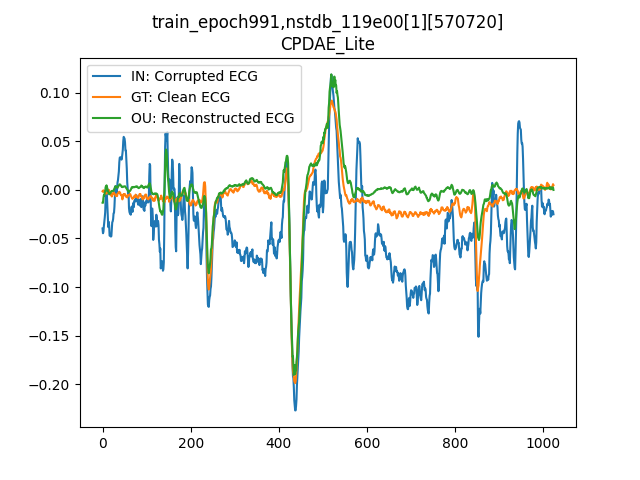 train_epoch991,nstdb_119e00[1][570720]
CPDAE_Lite
IN: Corrupted ECG
GT: Clean ECG
OU: Reconstructed ECG
0.10
0.05
0.00
−0.05
−0.10
−0.15
−0.20
0 200 400 600 800 1000